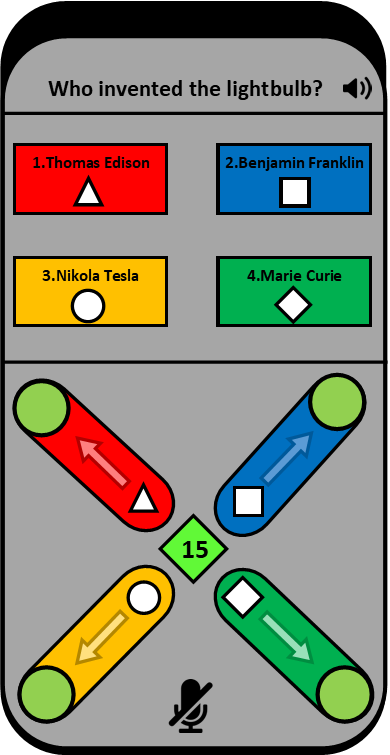 Who invented the lightbulb?
1.Thomas Edison
2.Benjamin Franklin
3.Nikola Tesla
4.Marie Curie
15